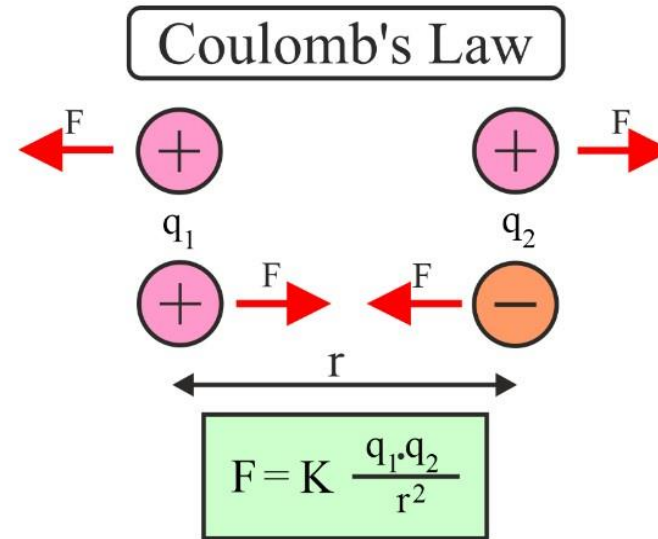 Coulomb's Law
F + + F
q₁ q₂
+ F F −
r
F = K q₁·q₂ / r²